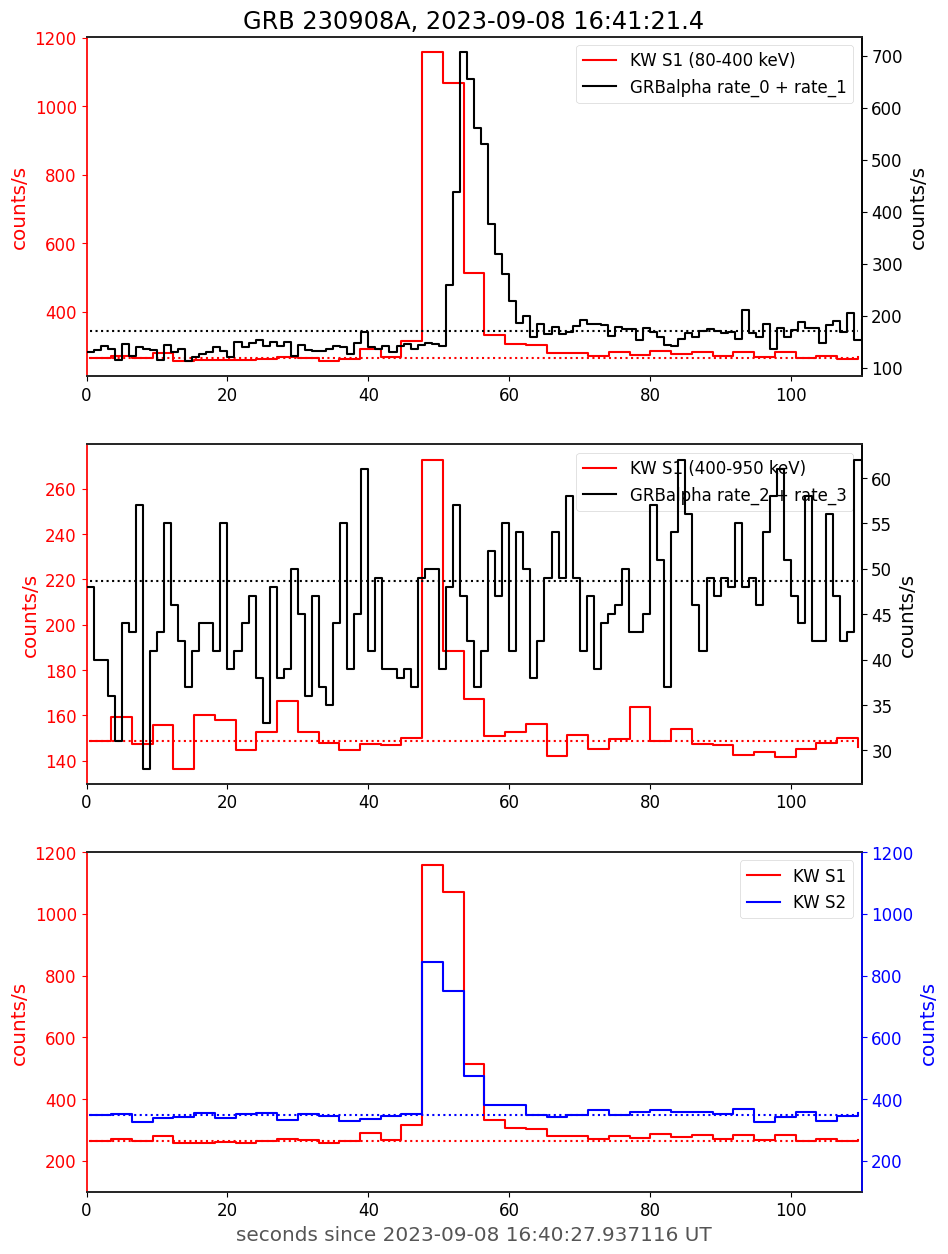 GRB 230908A, 2023-09-08 16:41:21.4
KW S1 (80-400 keV)
GRBalpha rate_0 + rate_1
counts/s
1200
1000
800
600
400
700
600
500
400
300
200
100
counts/s
0 20 40 60 80 100
KW S1 (400-950 keV)
GRBalpha rate_2 + rate_3
counts/s
260
240
220
200
180
160
140
60
55
50
45
40
35
30
counts/s
0 20 40 60 80 100
KW S1
KW S2
counts/s
1200
1000
800
600
400
200
1200
1000
800
600
400
200
counts/s
0 20 40 60 80 100
seconds since 2023-09-08 16:40:27.937116 UT